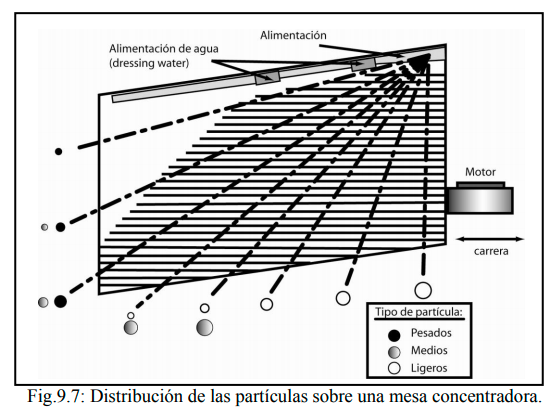 Alimentación
Alimentación de agua
(dressing water)
Motor
carrera
Tipo de partícula:
Pesados
Medios
Ligeros
Fig.9.7: Distribución de las partículas sobre una mesa concentradora.